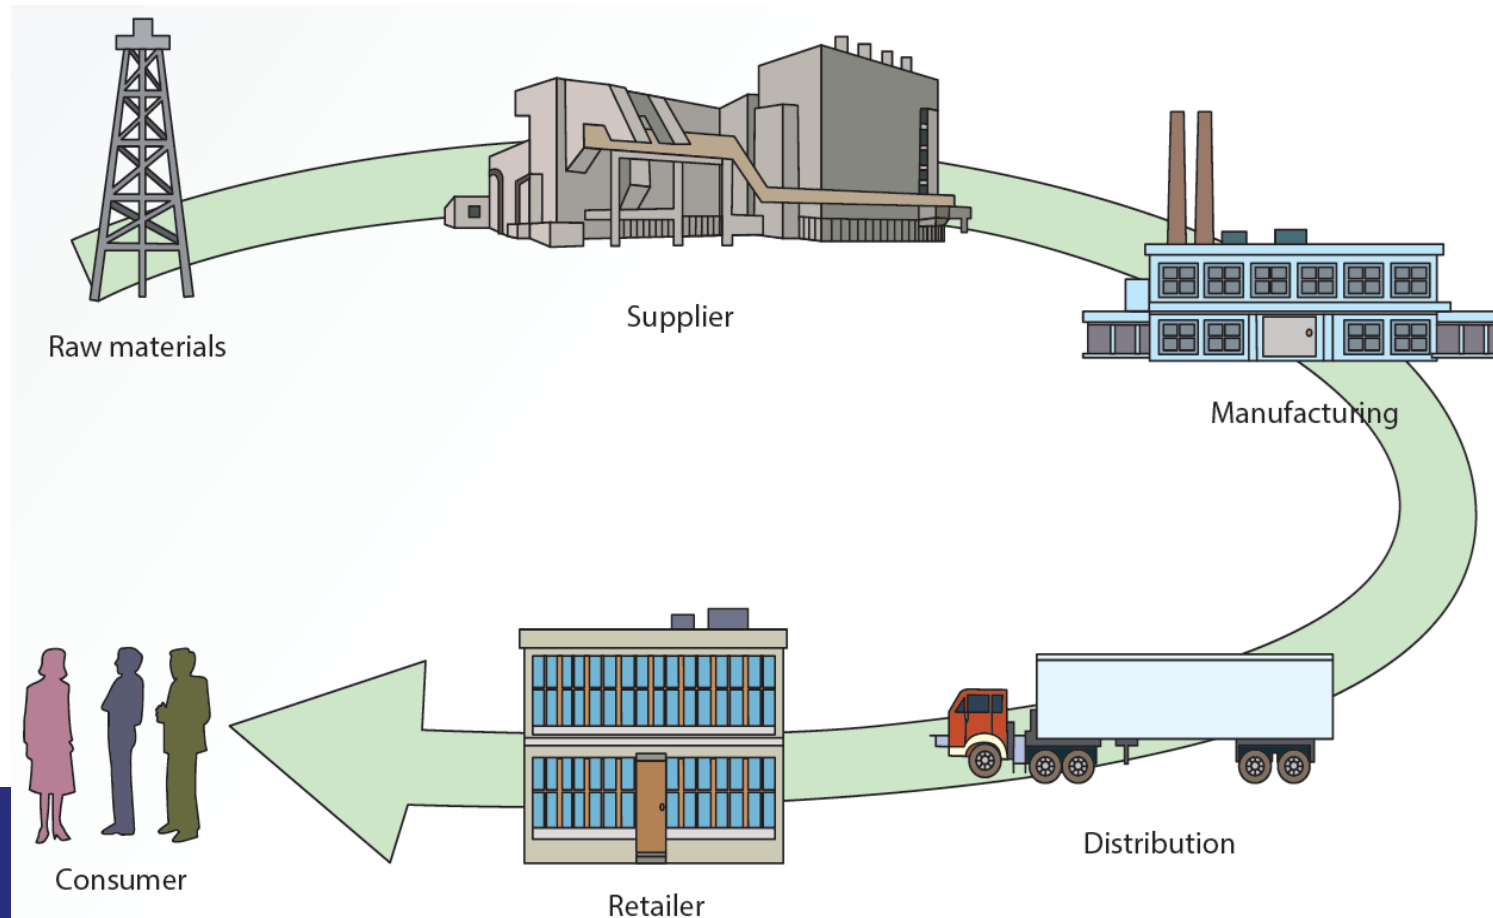 Raw materials
Supplier
Manufacturing
Distribution
Retailer
Consumer